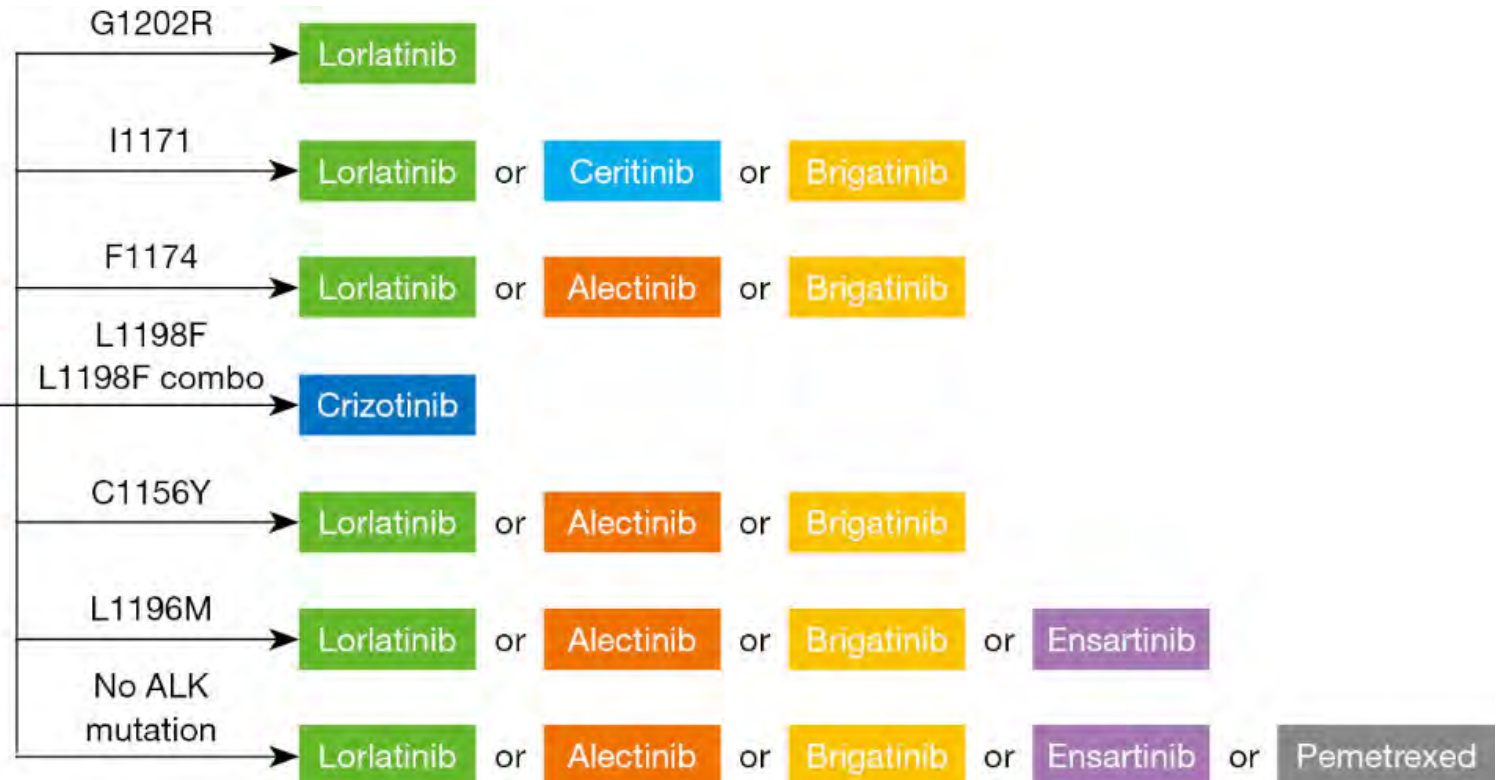 G1202R
Lorlatinib
I1171
Lorlatinib or Ceritinib or Brigatinib
F1174
Lorlatinib or Alectinib or Brigatinib
L1198F
L1198F combo
Crizotinib
C1156Y
Lorlatinib or Alectinib or Brigatinib
L1196M
Lorlatinib or Alectinib or Brigatinib or Ensartinib
No ALK
mutation
Lorlatinib or Alectinib or Brigatinib or Ensartinib or Pemetrexed